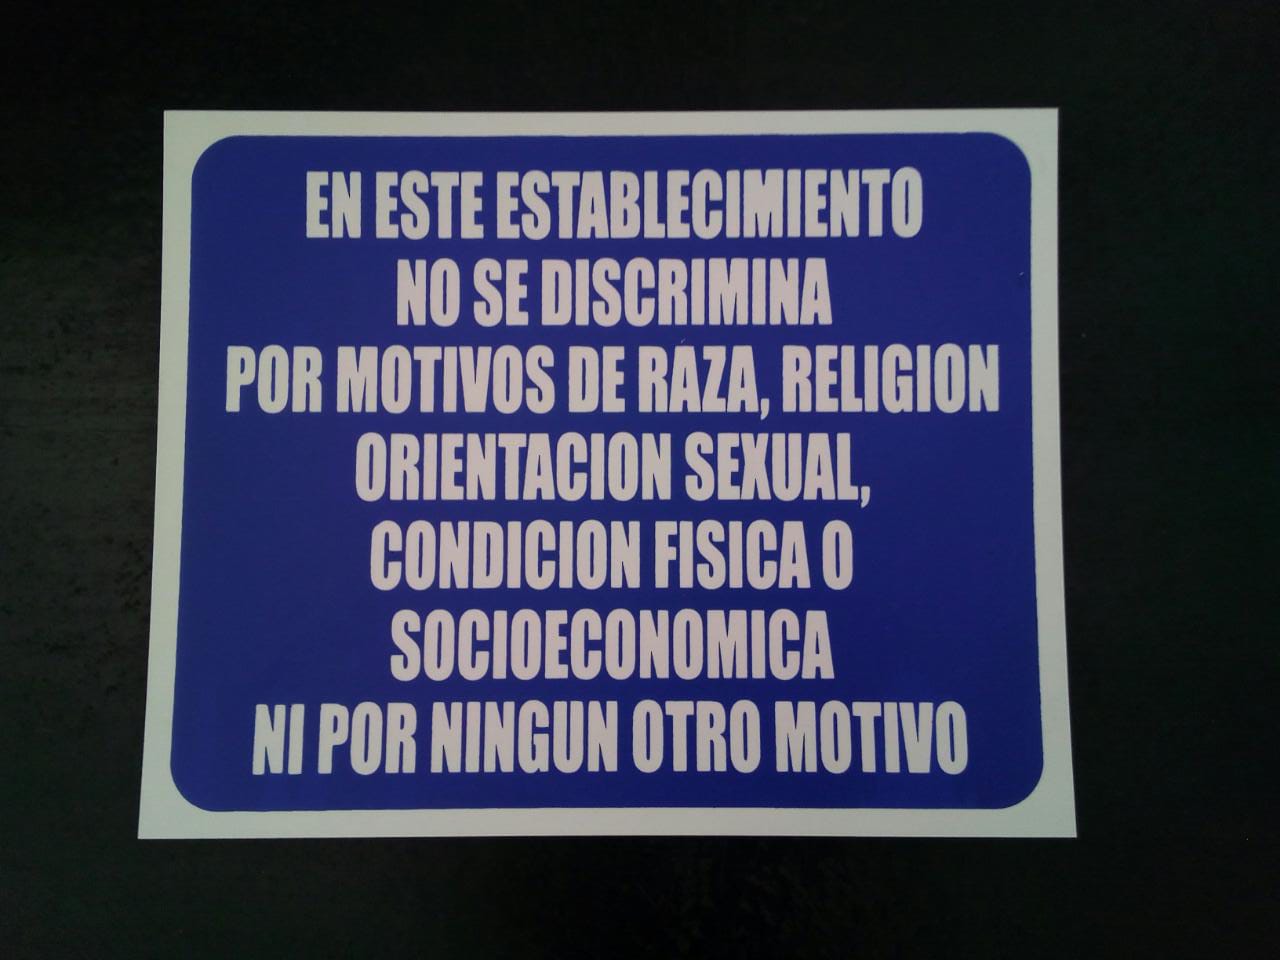 EN ESTE ESTABLECIMIENTO
NO SE DISCRIMINA
POR MOTIVOS DE RAZA, RELIGION
ORIENTACION SEXUAL,
CONDICION FISICA O
SOCIOECONOMICA
NI POR NINGUN OTRO MOTIVO